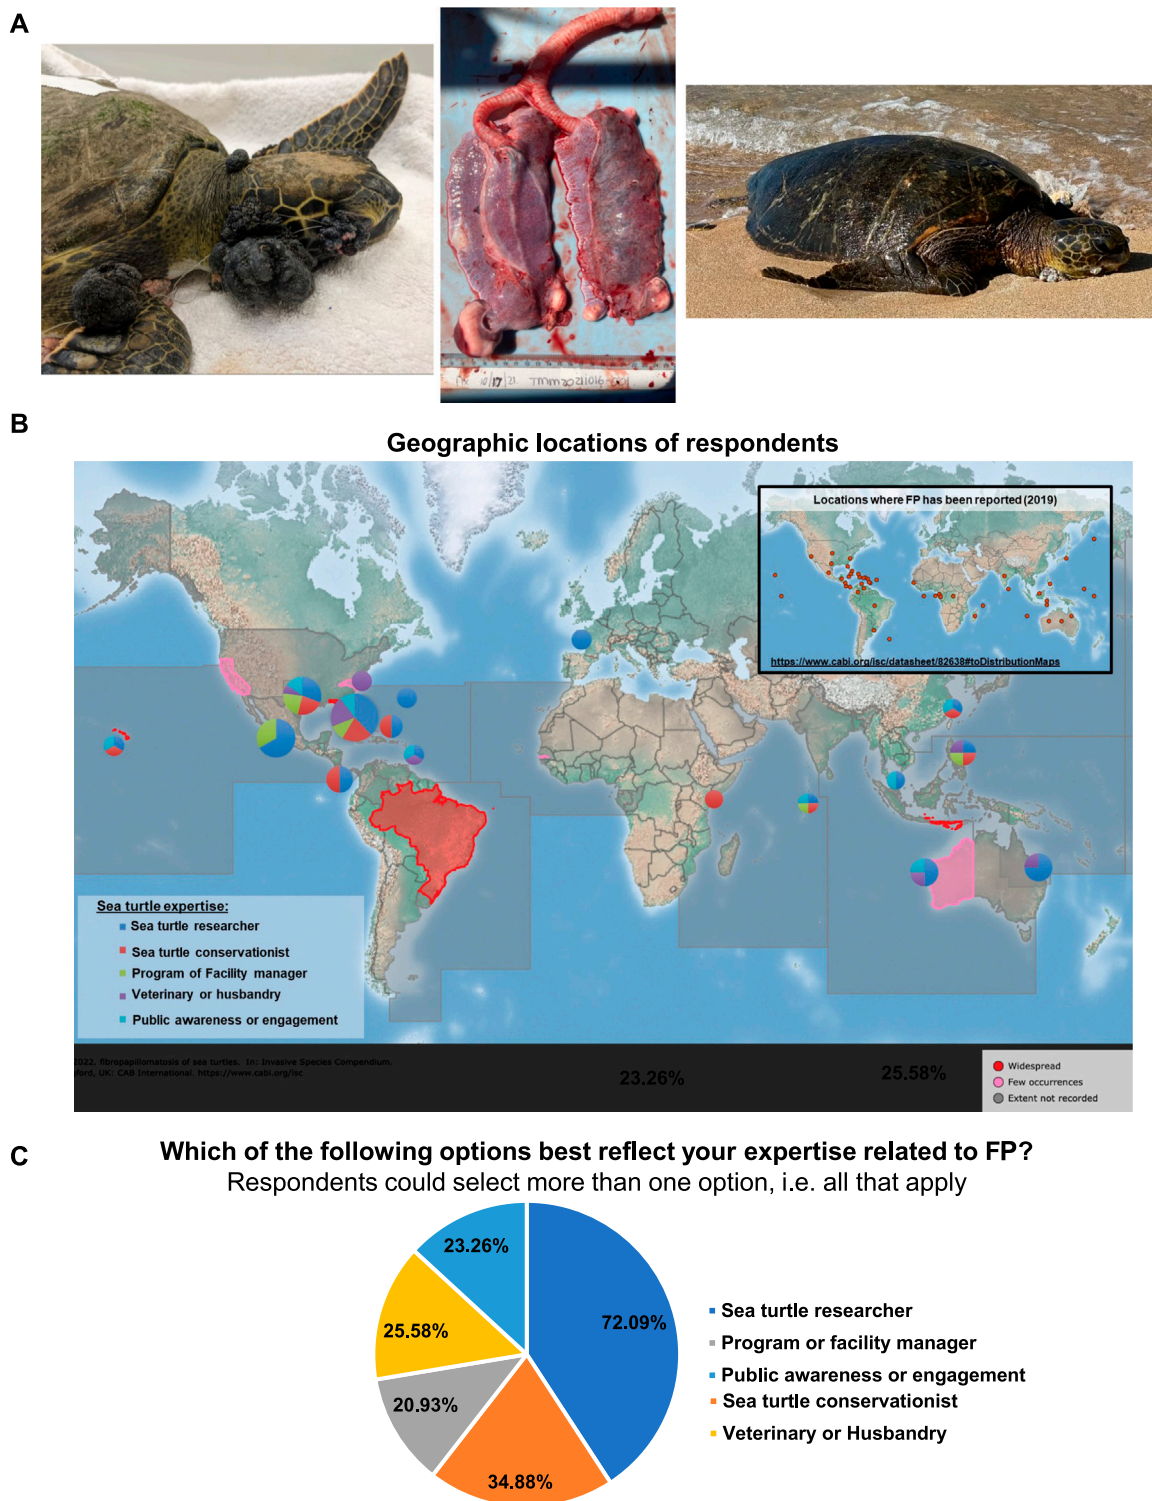 A
B
Geographic locations of respondents
Locations where FP has been reported (2019)
https://www.cabi.org/isc/datasheet/82638#toDistributionMaps
Sea turtle expertise:
Sea turtle researcher
Sea turtle conservationist
Program of Facility manager
Veterinary or husbandry
Public awareness or engagement
2022. fibropapillomatosis of sea turtles. In: Invasive Species Compendium.
ford, UK: CAB International. https://www.cabi.org/isc
23.26%
25.58%
Widespread
Few occurrences
Extent not recorded
C
Which of the following options best reflect your expertise related to FP?
Respondents could select more than one option, i.e. all that apply
23.26%
72.09%
25.58%
20.93%
34.88%
Sea turtle researcher
Program or facility manager
Public awareness or engagement
Sea turtle conservationist
Veterinary or Husbandry